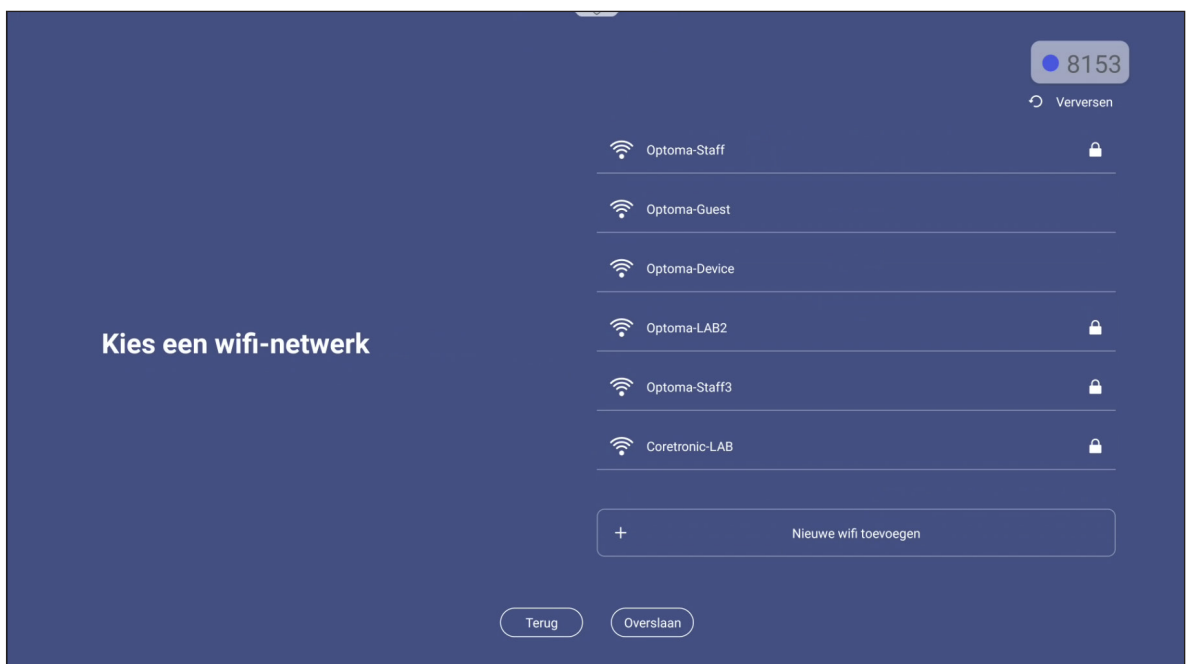 8153
Verversen
Optoma-Staff
Optoma-Guest
Optoma-Device
Optoma-LAB2
Kies een wifi-netwerk
Optoma-Staff3
Coretronic-LAB
+ Nieuwe wifi toevoegen
Terug
Overslaan